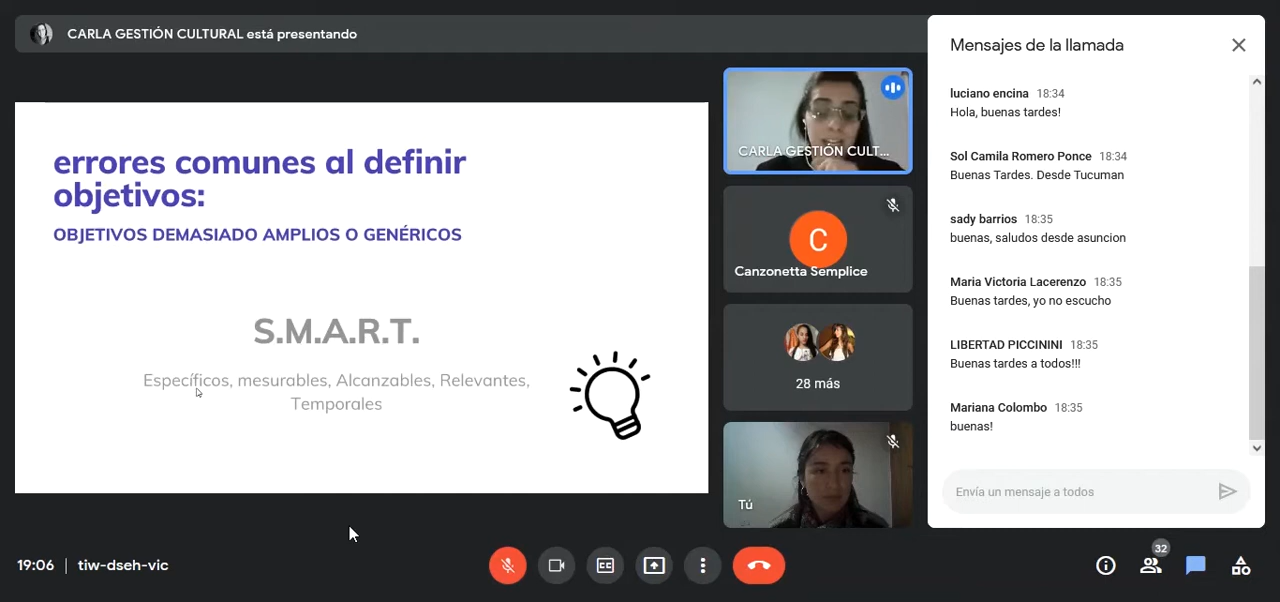 CARLA GESTIÓN CULTURAL está presentando
errores comunes al definir
objetivos:
OBJETIVOS DEMASIADO AMPLIOS O GENÉRICOS
S.M.A.R.T.
Específicos, mesurables, Alcanzables, Relevantes,
Temporales
CARLA GESTIÓN CULT...
C
Canzonetta Semplice
28 más
Tú
Mensajes de la llamada
luciano encina 18:34
Hola, buenas tardes!
Sol Camila Romero Ponce 18:34
Buenas Tardes. Desde Tucuman
sady barrios 18:35
buenas, saludos desde asuncion
Maria Victoria Lacerenzo 18:35
Buenas tardes, yo no escucho
LIBERTAD PICCININI 18:35
Buenas tardes a todos!!!
Mariana Colombo 18:35
buenas!
Envía un mensaje a todos
19:06 | tiw-dseh-vic
CC
32